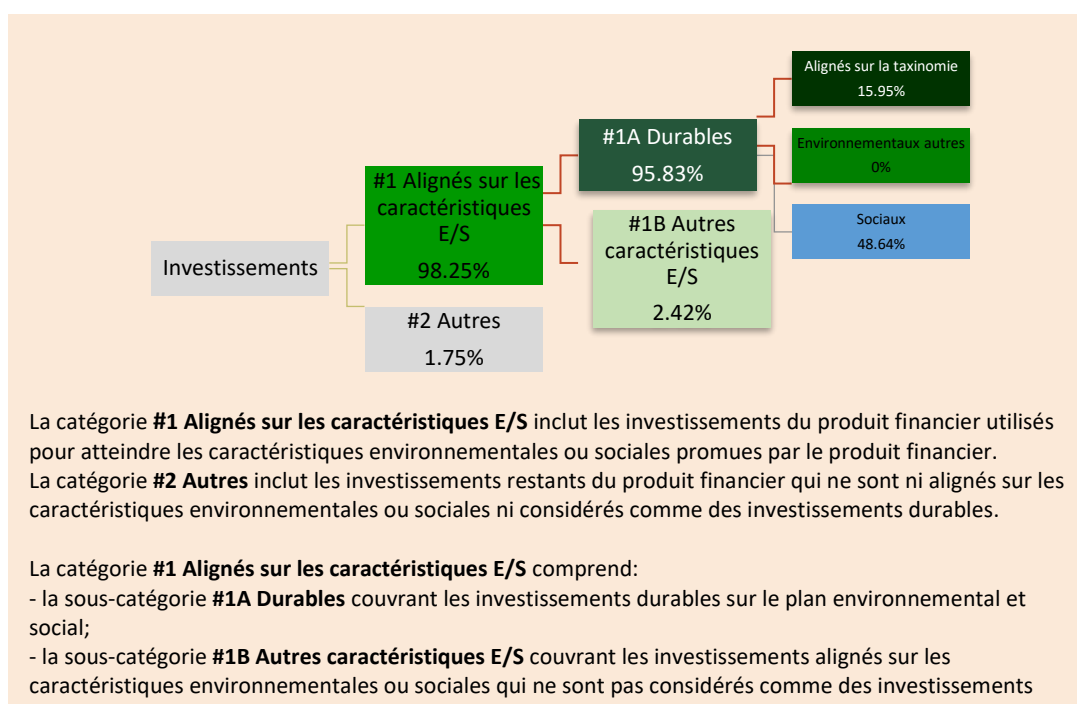 Alignés sur la taxinomie
15.95%
#1A Durables
95.83%
Environnementaux autres
0%
#1 Alignés sur les
caractéristiques
E/S
98.25%
Sociaux
48.64%
#1B Autres
caractéristiques
E/S
2.42%
Investissements
#2 Autres
1.75%
La catégorie #1 Alignés sur les caractéristiques E/S inclut les investissements du produit financier utilisés
pour atteindre les caractéristiques environnementales ou sociales promues par le produit financier.
La catégorie #2 Autres inclut les investissements restants du produit financier qui ne sont ni alignés sur les
caractéristiques environnementales ou sociales ni considérés comme des investissements durables.
La catégorie #1 Alignés sur les caractéristiques E/S comprend:
- la sous-catégorie #1A Durables couvrant les investissements durables sur le plan environnemental et
social;
- la sous-catégorie #1B Autres caractéristiques E/S couvrant les investissements alignés sur les
caractéristiques environnementales ou sociales qui ne sont pas considérés comme des investissements